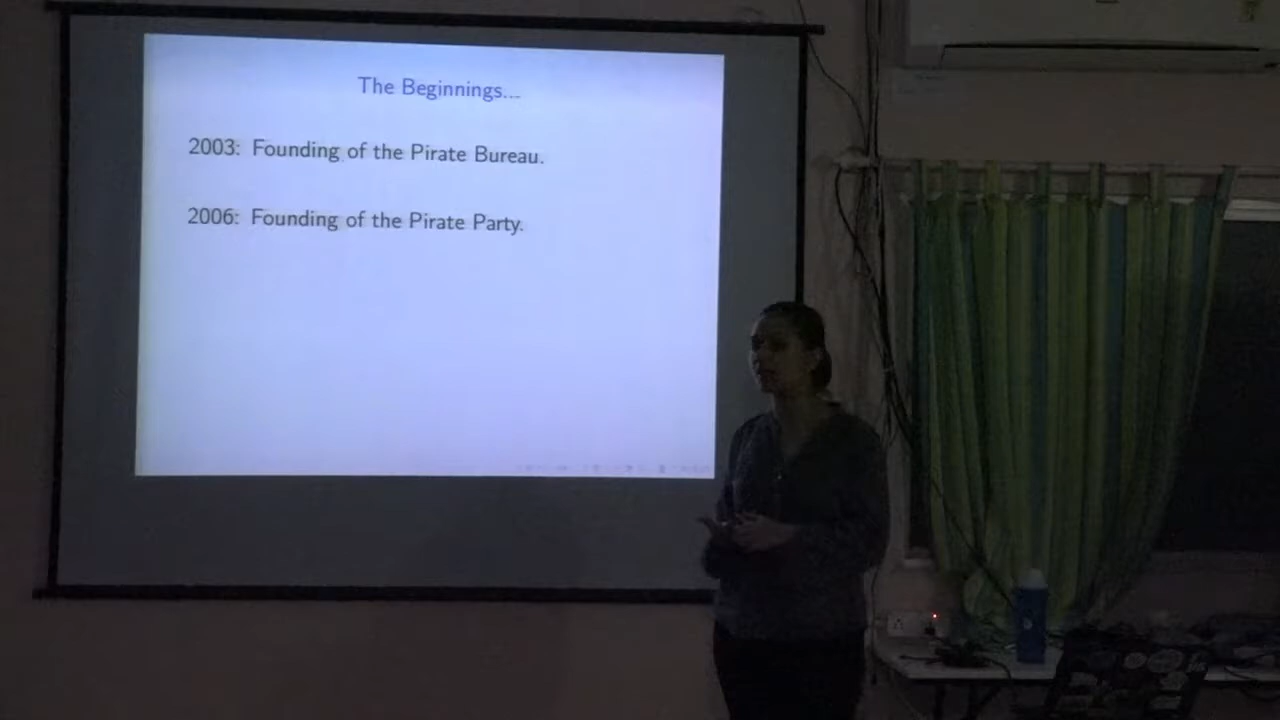 The Beginnings...
2003: Founding of the Pirate Bureau.
2006: Founding of the Pirate Party.